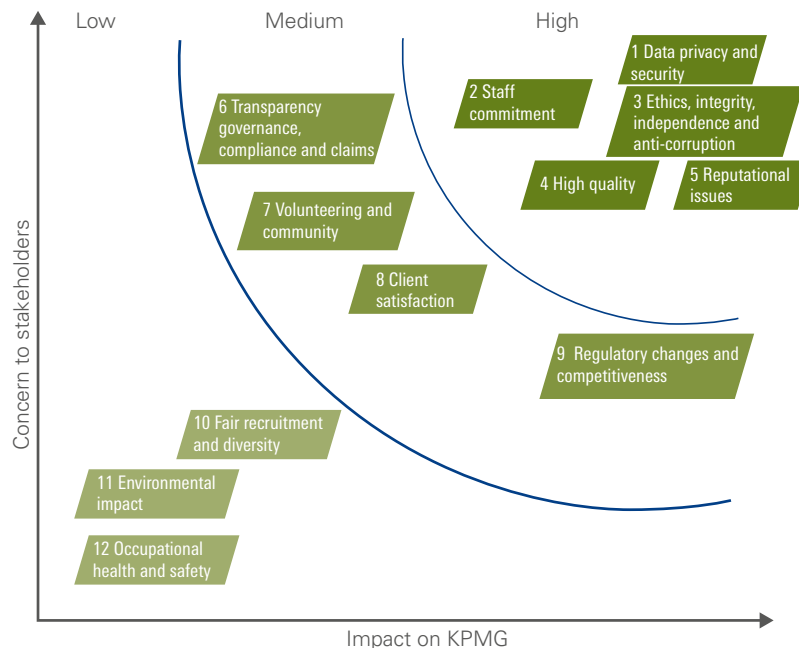 Low
Medium
High
Concern to stakeholders
1 Data privacy and
security
2 Staff
commitment
3 Ethics, integrity,
independence and
anti-corruption
4 High quality
5 Reputational
issues
6 Transparency
governance,
compliance and claims
7 Volunteering and
community
8 Client
satisfaction
9 Regulatory changes and
competitiveness
10 Fair recruitment
and diversity
11 Environmental
impact
12 Occupational
health and safety
Impact on KPMG